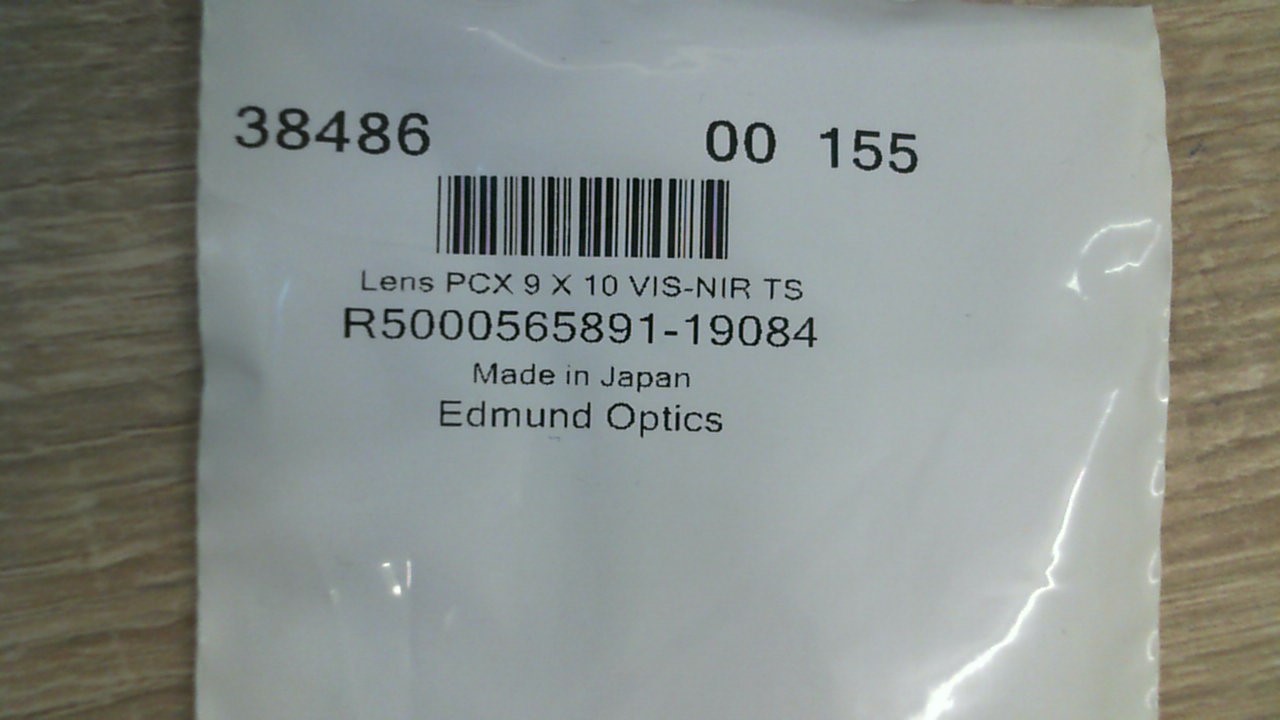 38486 00 155
Lens PCX 9 X 10 VIS-NIR TS
R5000565891-19084
Made in Japan
Edmund Optics